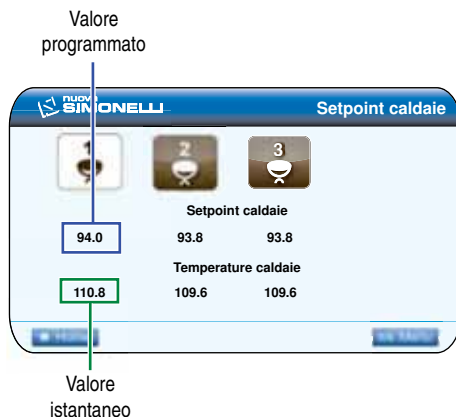 Valore
programmato
nuova
SIMONELLI
Setpoint caldaie
1 2 3
Setpoint caldaie
94.0 93.8 93.8
Temperature caldaie
110.8 109.6 109.6
Valore
istantaneo